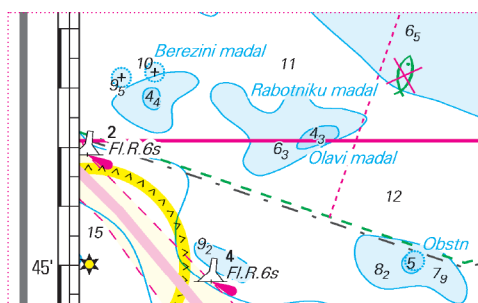 6₅
Berezini madal
10
11
9₅
4₄
Rabotniku madal
2
Fl.R.6s
4₃
6₃
Olavi madal
12
15
9₂
4
Fl.R.6s
Obstn
5
8₂
7₉
45'